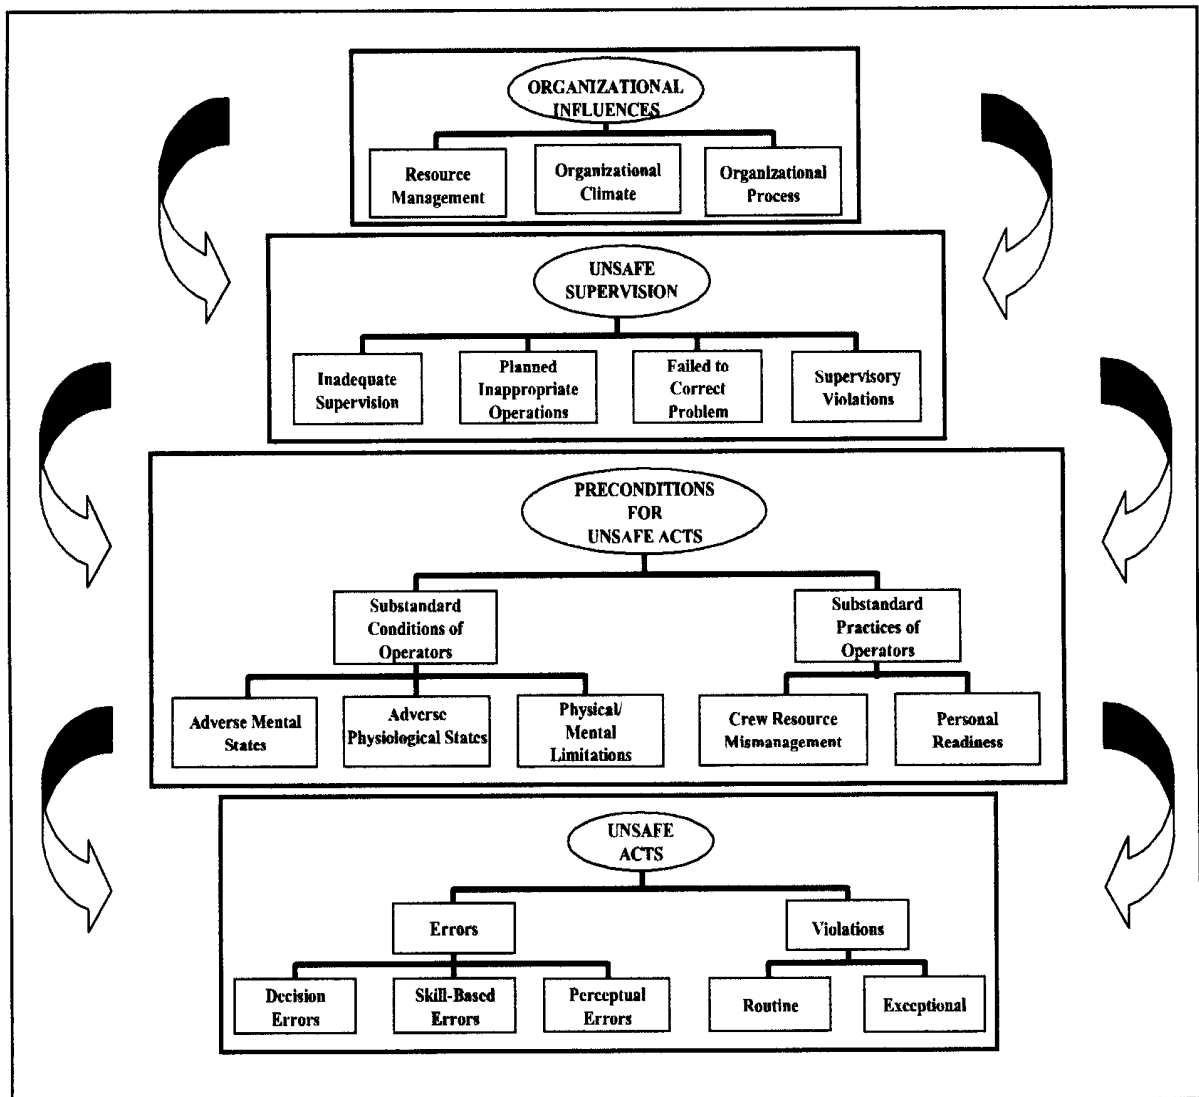 ORGANIZATIONAL
INFLUENCES
Resource
Management
Organizational
Climate
Organizational
Process
UNSAFE
SUPERVISION
Inadequate
Supervision
Planned
Inappropriate
Operations
Failed to
Correct
Problem
Supervisory
Violations
PRECONDITIONS
FOR
UNSAFE ACTS
Substandard
Conditions of
Operators
Substandard
Practices of
Operators
Adverse Mental
States
Adverse
Physiological States
Physical/
Mental
Limitations
Crew Resource
Mismanagement
Personal
Readiness
UNSAFE
ACTS
Errors
Violations
Decision
Errors
Skill-Based
Errors
Perceptual
Errors
Routine
Exceptional